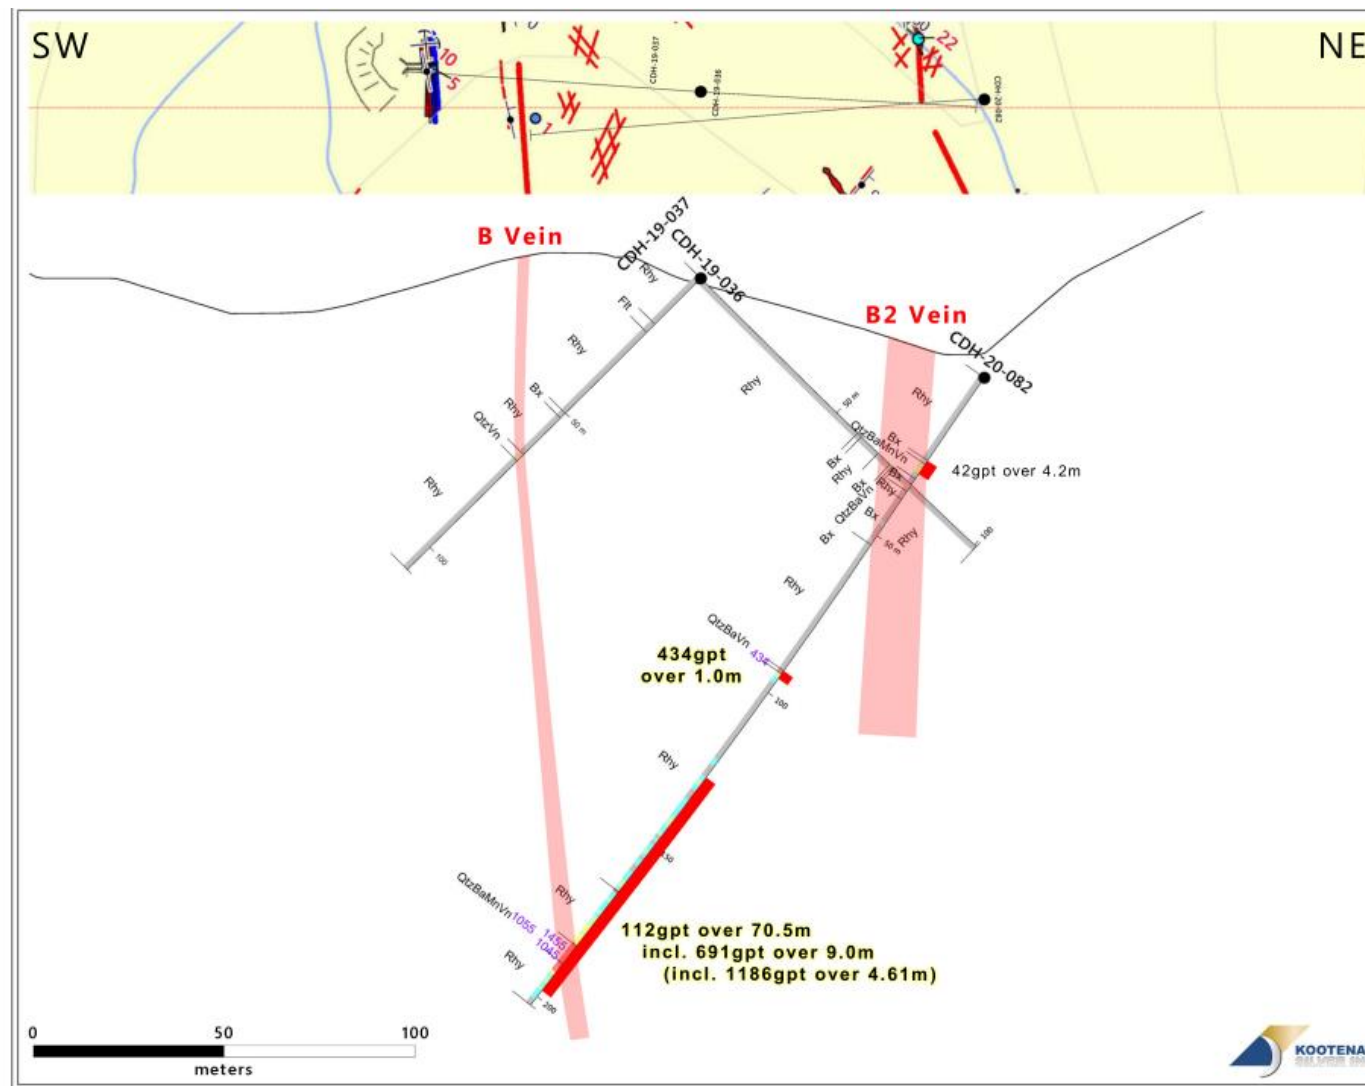 SW
NE
10
5
1
22
CDH-19-037
CDH-19-036
CDH-20-082
B Vein
CDH-19-037
CDH-19-036
B2 Vein
CDH-20-082
Rhy
Flt
Rhy
Bx
Rhy
50 m
QtzVn
Rhy
100
Rhy
50 m
Bx
Rhy
Bx
100
Rhy
Bx
QtzBaMnVn
Bx
Rhy
QtzBaVn
Bx
Rhy
50 m
Bx
42gpt over 4.2m
Rhy
QtzBaVn
434
434gpt
over 1.0m
100
Rhy
150
Rhy
QtzBaMnVn
1055
1455
1045
Rhy
200
112gpt over 70.5m
incl. 691gpt over 9.0m
(incl. 1186gpt over 4.61m)
0
50
100
meters
KOOTENA